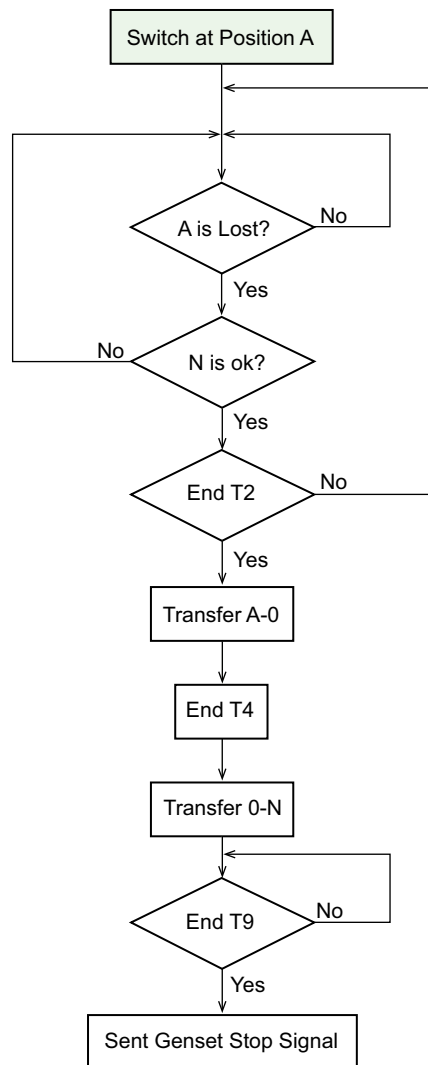 Switch at Position A
A is Lost?
No
Yes
No
N is ok?
Yes
End T2
No
Yes
Transfer A-0
End T4
Transfer 0-N
End T9
No
Yes
Sent Genset Stop Signal